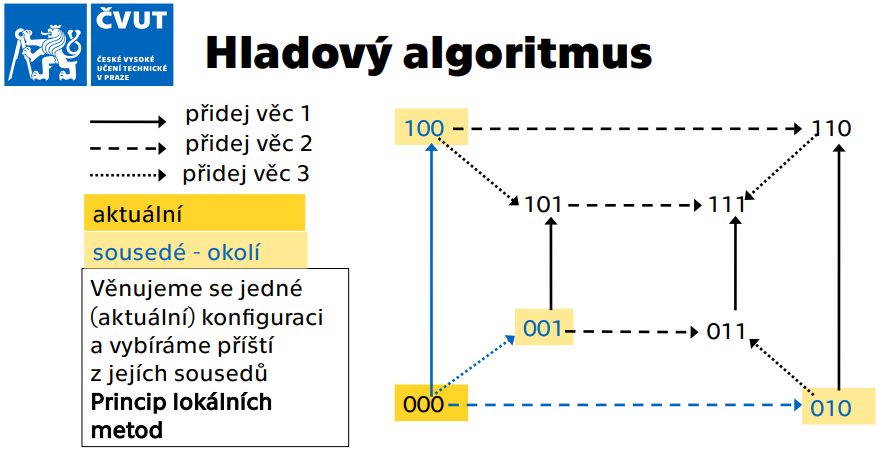 ČVUT
ČESKÉ VYSOKÉ
UČENÍ TECHNICKÉ
V PRAZE
Hladový algoritmus
přidej věc 1
přidej věc 2
přidej věc 3
aktuální
sousedé - okolí
Věnujeme se jedné
(aktuální) konfiguraci
a vybíráme příští
z jejích sousedů
Princip lokálních
metod
100
110
101
111
001
011
000
010